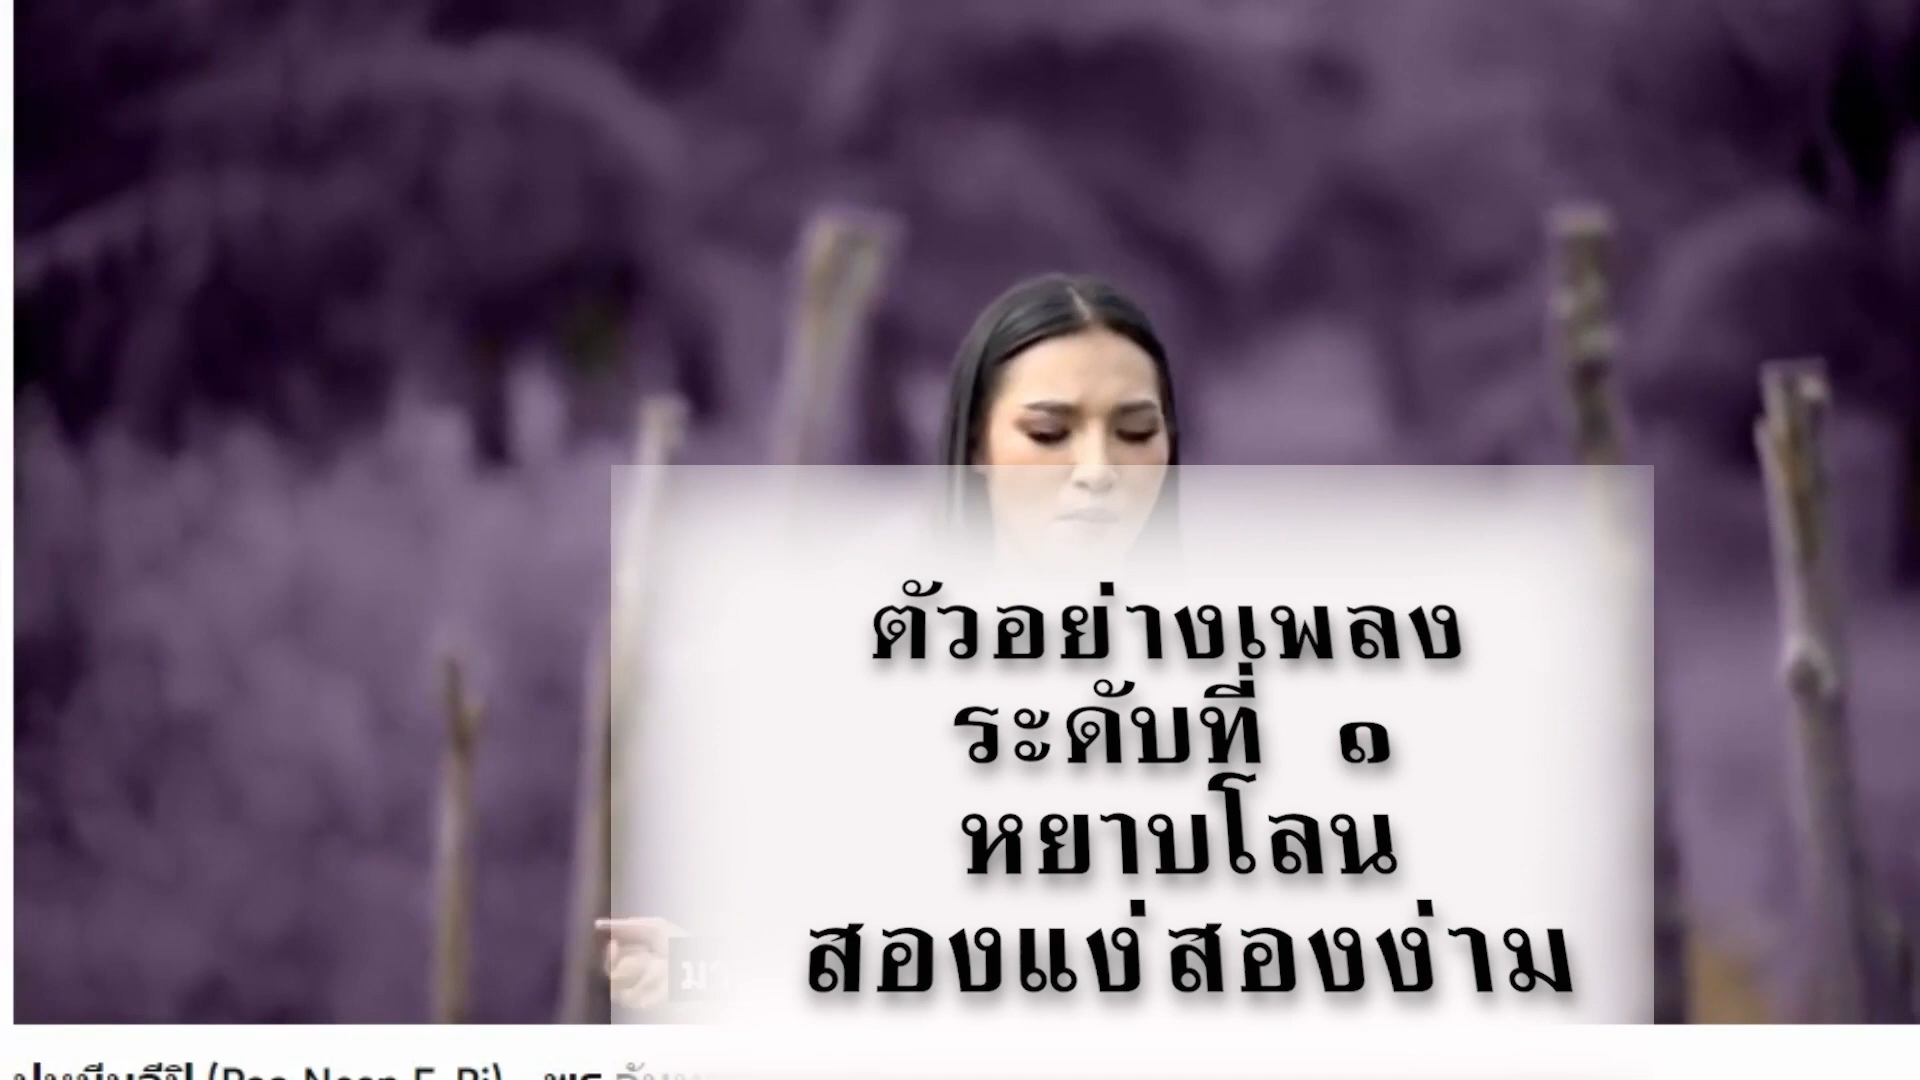 ตัวอย่างเพลง
ระดับที่ ๑
หยาบโลน
สองแง่สองง่าม